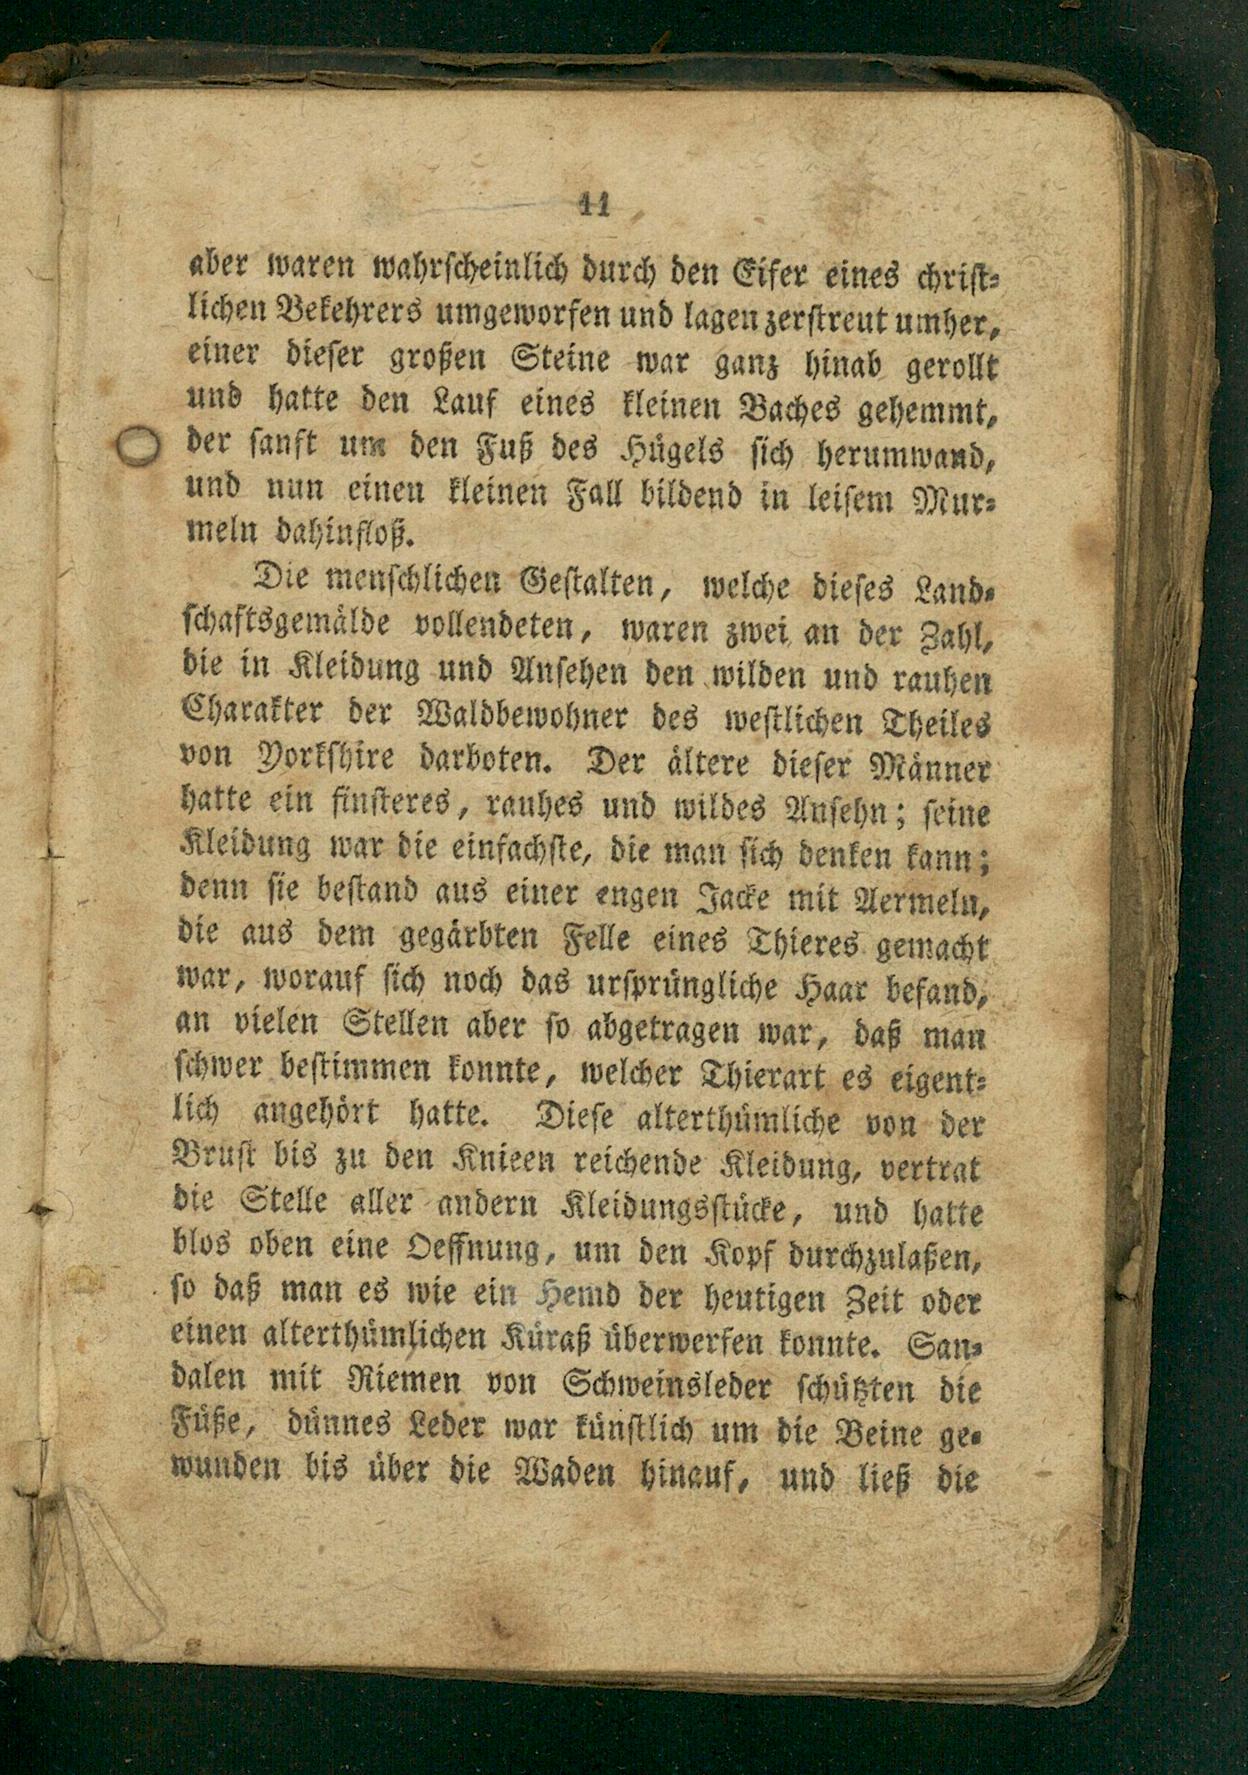 11
aber waren wahrscheinlich durch den Eifer eines christ-
lichen Bekehrers umgeworfen und lagen zerstreut umher,
einer dieser großen Steine war ganz hinab gerollt
und hatte den Lauf eines kleinen Baches gehemmt,
der sanft um den Fuß des Hügels sich herumwand,
und nun einen kleinen Fall bildend in leisem Mur-
meln dahinfloß.
Die menschlichen Gestalten, welche dieses Land-
schaftsgemälde vollendeten, waren zwei an der Zahl,
die in Kleidung und Ansehen den wilden und rauhen
Charakter der Waldbewohner des westlichen Theiles
von Yorkshire darboten. Der ältere dieser Männer
hatte ein finsteres, rauhes und wildes Ansehn; seine
Kleidung war die einfachste, die man sich denken kann;
denn sie bestand aus einer engen Jacke mit Aermeln,
die aus dem gegärbten Felle eines Thieres gemacht
war, worauf sich noch das ursprüngliche Haar befand,
an vielen Stellen aber so abgetragen war, daß man
schwer bestimmen konnte, welcher Thierart es eigent-
lich angehört hatte. Diese alterthümliche von der
Brust bis zu den Knieen reichende Kleidung, vertrat
die Stelle aller andern Kleidungsstücke, und hatte
blos oben eine Oeffnung, um den Kopf durchzulaßen,
so daß man es wie ein Hemd der heutigen Zeit oder
einen alterthümlichen Küraß überwerfen konnte. San-
dalen mit Riemen von Schweinsleder schützten die
Füße, dünnes Leder war künstlich um die Beine ge-
wunden bis über die Waden hinauf, und ließ die